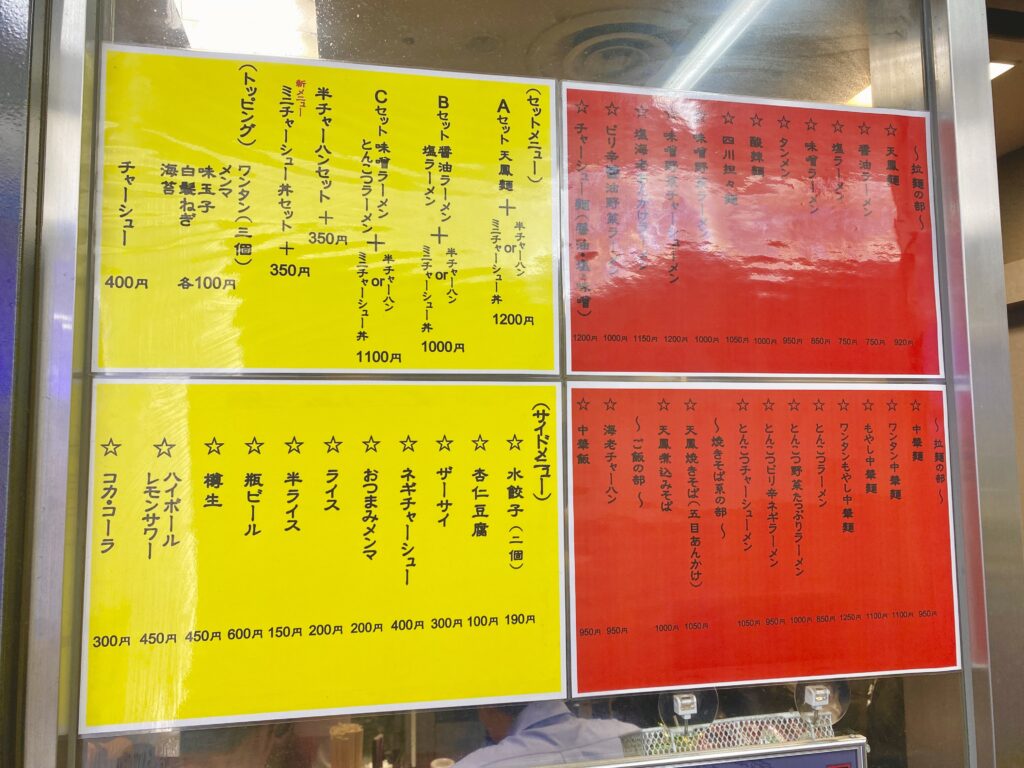 ～拉麺の部～
☆ 天鳳麺 920円
☆ 醤油ラーメン 750円
☆ 塩ラーメン 750円
☆ 味噌ラーメン 850円
☆ タンメン 950円
☆ 酸辣麺 1000円
☆ 四川担々麺 1050円
☆ 味噌野菜ラーメン 1000円
☆ 味噌野菜チャーシューメン 1200円
☆ 塩海老あんかけラーメン 1150円
☆ ピリ辛醤油野菜ラーメン 1000円
☆ チャーシュー麺（醤油・塩・味噌） 1200円
(セットメニュー)
Aセット 天鳳麺 ＋ 半チャーハン or ミニチャーシュー丼 1200円
Bセット 醤油ラーメン 塩ラーメン ＋ 半チャーハン or ミニチャーシュー丼 1000円
Cセット 味噌ラーメン とんこつラーメン ＋ 半チャーハン or ミニチャーシュー丼 1100円
半チャーハンセット ＋ 350円
新メニュー
ミニチャーシュー丼セット ＋ 350円
(トッピング)
ワンタン（三個）
メンマ
味玉子
白髪ねぎ
海苔
各100円
チャーシュー 400円
～拉麺の部～
☆ 中華麺 950円
☆ ワンタン中華麺 1100円
☆ もやし中華麺 1100円
☆ ワンタンもやし中華麺 1250円
☆ とんこつラーメン 850円
☆ とんこつ野菜たっぷりラーメン 1000円
☆ とんこつピリ辛ネギラーメン 950円
☆ とんこつチャーシューメン 1050円
～焼きそば系の部～
☆ 天鳳焼きそば（五目あんかけ） 1050円
☆ 天鳳煮込みそば 1000円
～ご飯の部～
☆ 海老チャーハン 950円
☆ 中華飯 950円
(サイドメニュー)
☆ 水餃子（二個） 190円
☆ 杏仁豆腐 100円
☆ ザーサイ 300円
☆ ネギチャーシュー 400円
☆ おつまみメンマ 200円
☆ ライス 200円
☆ 半ライス 150円
☆ 瓶ビール 600円
☆ 樽生 450円
☆ ハイボール
レモンサワー 450円
☆ コカ・コーラ 300円